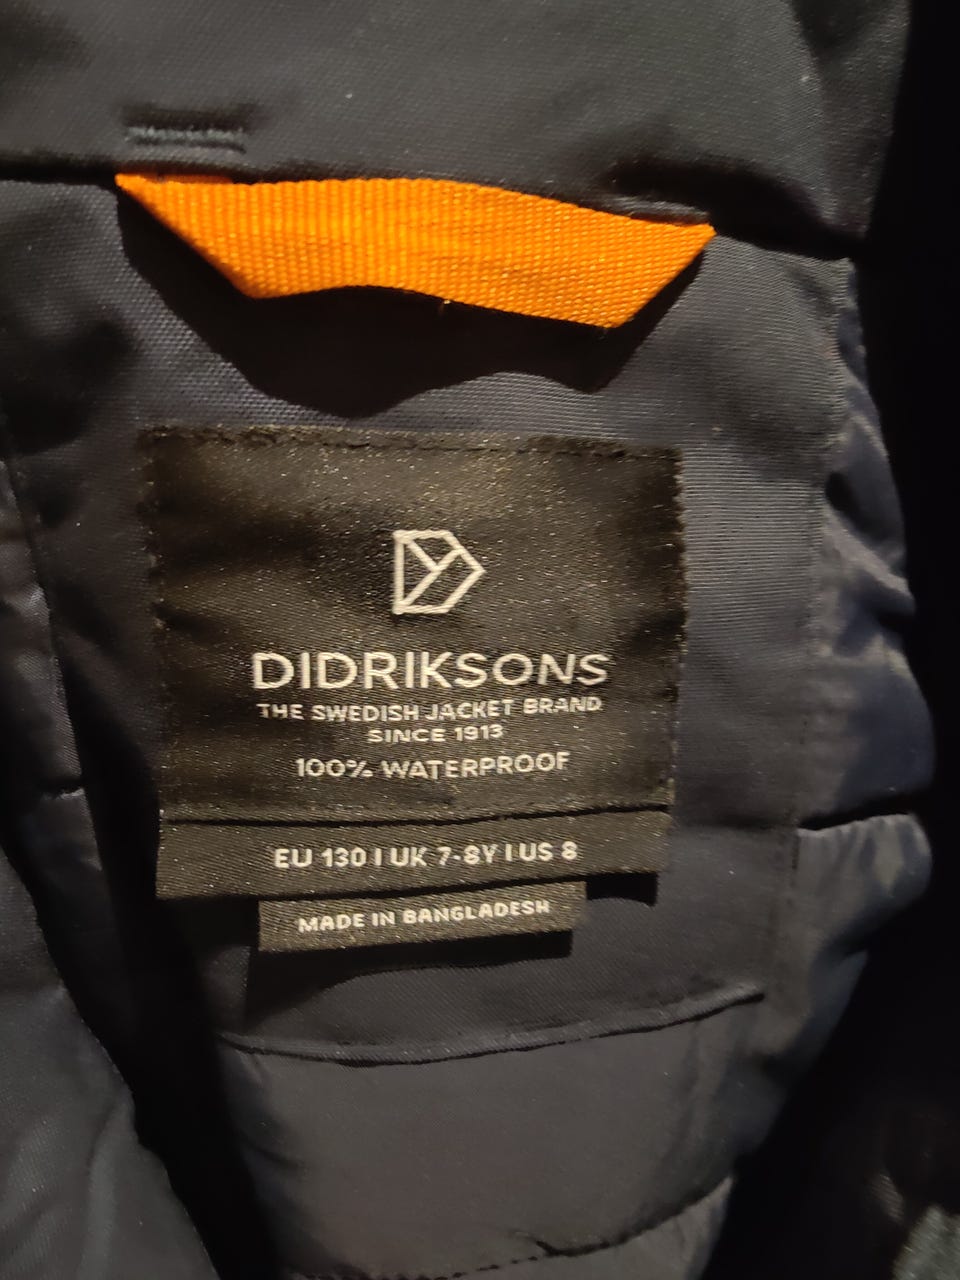 DIDRIKSONS
THE SWEDISH JACKET BRAND
SINCE 1913
100% WATERPROOF
EU 130 | UK 7-8Y | US 8
MADE IN BANGLADESH